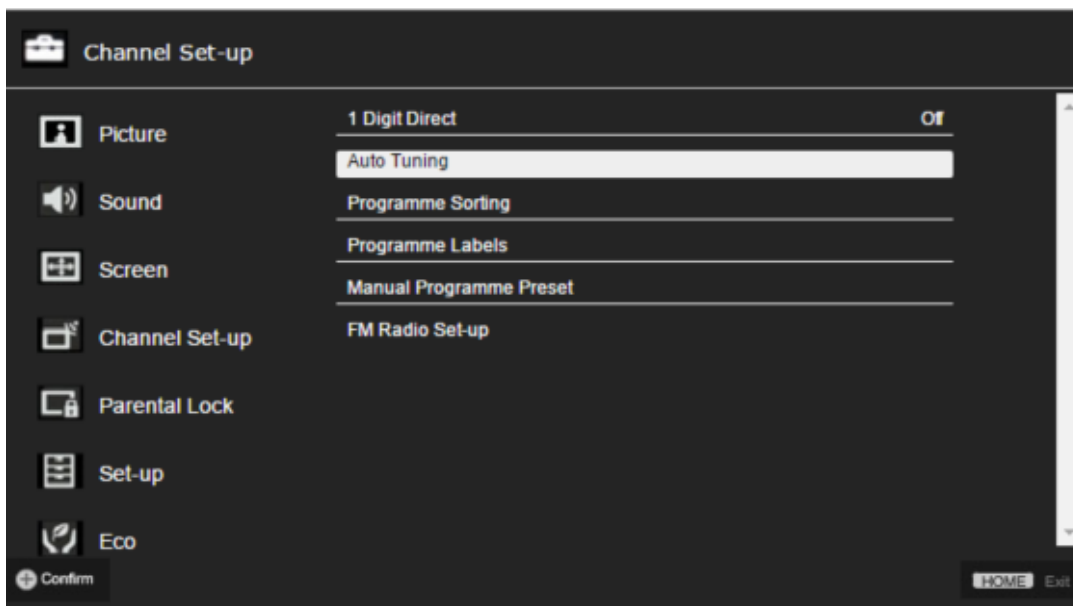 Channel Set-up
Picture
Sound
Screen
Channel Set-up
Parental Lock
Set-up
Eco
1 Digit Direct Off
Auto Tuning
Programme Sorting
Programme Labels
Manual Programme Preset
FM Radio Set-up
Confirm
HOME Exit